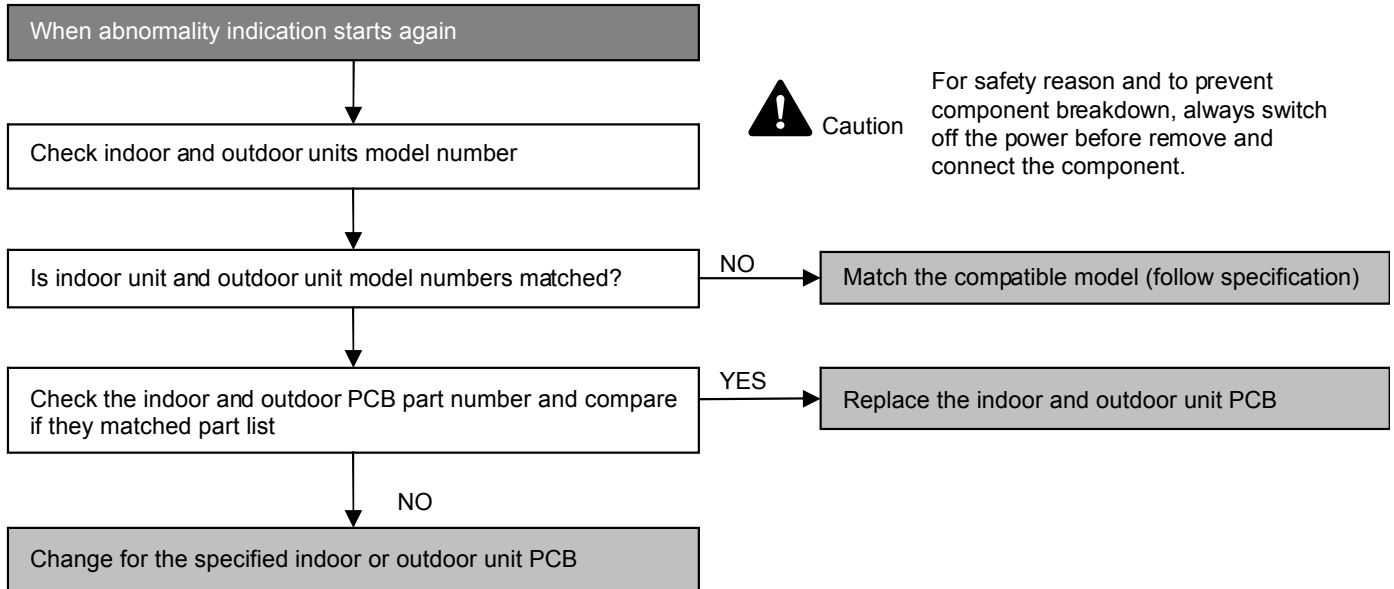 When abnormality indication starts again
For safety reason and to prevent
component breakdown, always switch
off the power before remove and
connect the component.
Caution
Check indoor and outdoor units model number
Is indoor unit and outdoor unit model numbers matched?
NO
Match the compatible model (follow specification)
Check the indoor and outdoor PCB part number and compare
if they matched part list
YES
Replace the indoor and outdoor unit PCB
NO
Change for the specified indoor or outdoor unit PCB